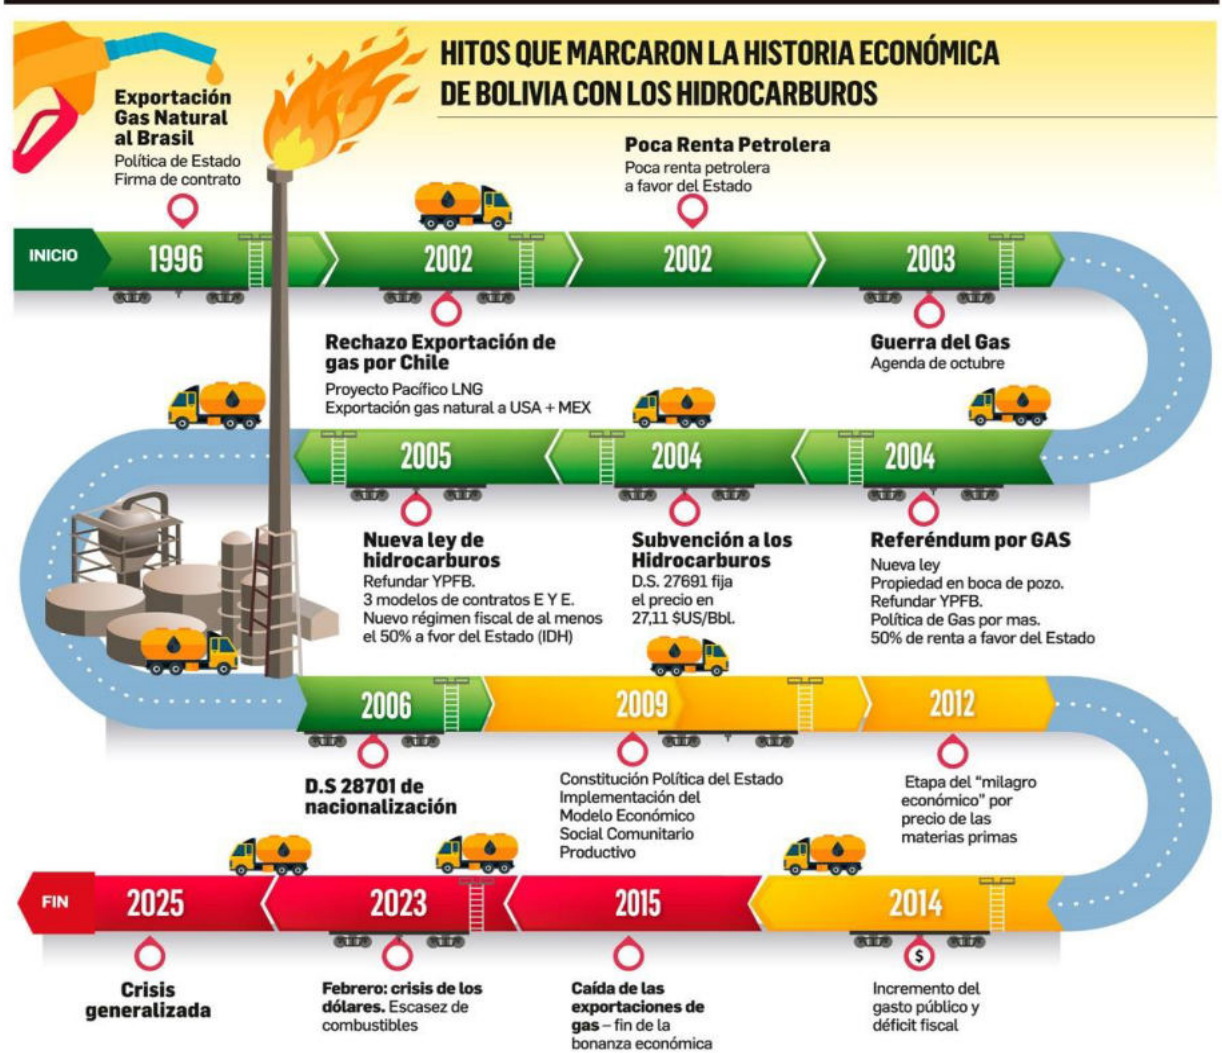 HITOS QUE MARCARON LA HISTORIA ECONÓMICA
DE BOLIVIA CON LOS HIDROCARBUROS
Exportación
Gas Natural
al Brasil
Política de Estado
Firma de contrato
Poca Renta Petrolera
Poca renta petrolera
a favor del Estado
INICIO
1996
2002
2002
2003
Rechazo Exportación de
gas por Chile
Proyecto Pacífico LNG
Exportación gas natural a USA + MEX
Guerra del Gas
Agenda de octubre
2005
2004
2004
Nueva ley de
hidrocarburos
Refundar YPFB.
3 modelos de contratos E Y E.
Nuevo régimen fiscal de al menos
el 50% a fvor del Estado (IDH)
Subvención a los
Hidrocarburos
D.S. 27691 fija
el precio en
27,11 $US/Bbl.
Referéndum por GAS
Nueva ley
Propiedad en boca de pozo.
Refundar YPFB.
Política de Gas por mas.
50% de renta a favor del Estado
2006
2009
2012
D.S 28701 de
nacionalización
Constitución Política del Estado
Implementación del
Modelo Económico
Social Comunitario
Productivo
Etapa del “milagro
económico” por
precio de las
materias primas
FIN
2025
2023
2015
2014
Crisis
generalizada
Febrero: crisis de los
dólares. Escasez de
combustibles
Caída de las
exportaciones de
gas – fin de la
bonanza económica
$
Incremento del
gasto público y
déficit fiscal